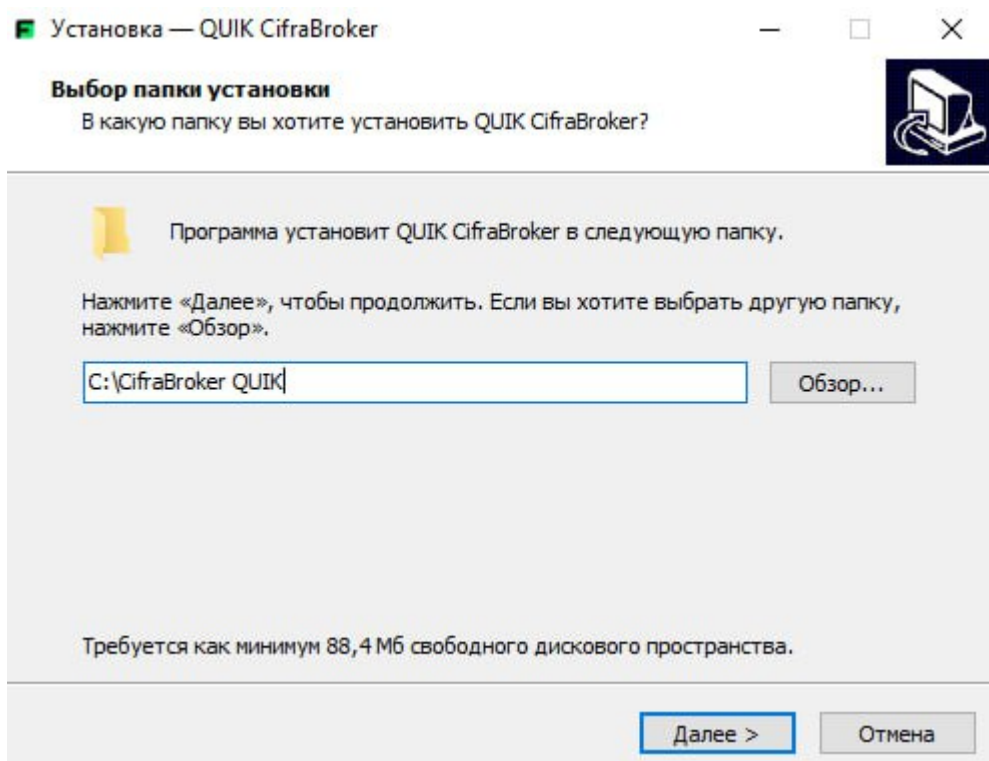 Установка — QUIK CifraBroker
Выбор папки установки
В какую папку вы хотите установить QUIK CifraBroker?
Программа установит QUIK CifraBroker в следующую папку.
Нажмите «Далее», чтобы продолжить. Если вы хотите выбрать другую папку,
нажмите «Обзор».
C:\CifraBroker QUIK
Обзор...
Требуется как минимум 88,4 Мб свободного дискового пространства.
Далее >
Отмена